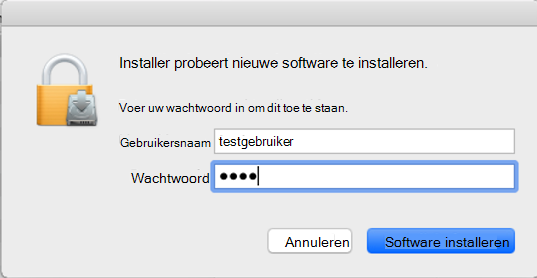 Installer probeert nieuwe software te installeren.
Voer uw wachtwoord in om dit toe te staan.
Gebruikersnaam testgebruiker
Wachtwoord ••••
Annuleren Software installeren